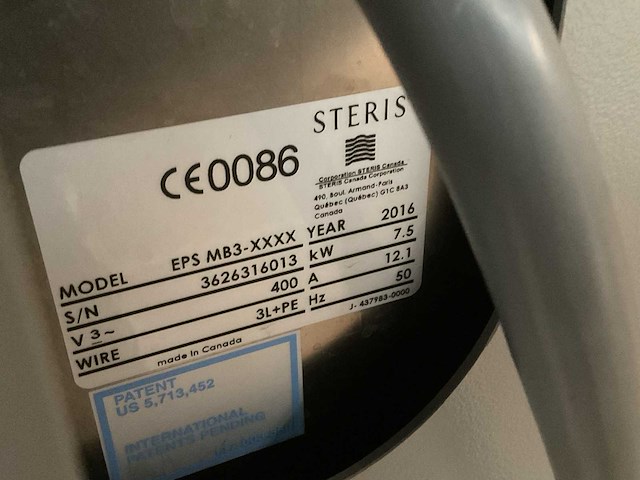 STERIS
CE0086
Corporation STERIS Canada
STERIS Canada Corporation
490, Boul. Armand-Paris
Québec (Québec) G1C 8A3
Canada
MODEL EPS MB3-XXXX YEAR 2016
S/N 3626316013 kW 7.5
V 3~ 400 A 12.1
WIRE 3L+PE Hz 50
made in Canada
J- 437983-0000
PATENT
US 5,713,452
INTERNATIONAL
PATENTS PENDING